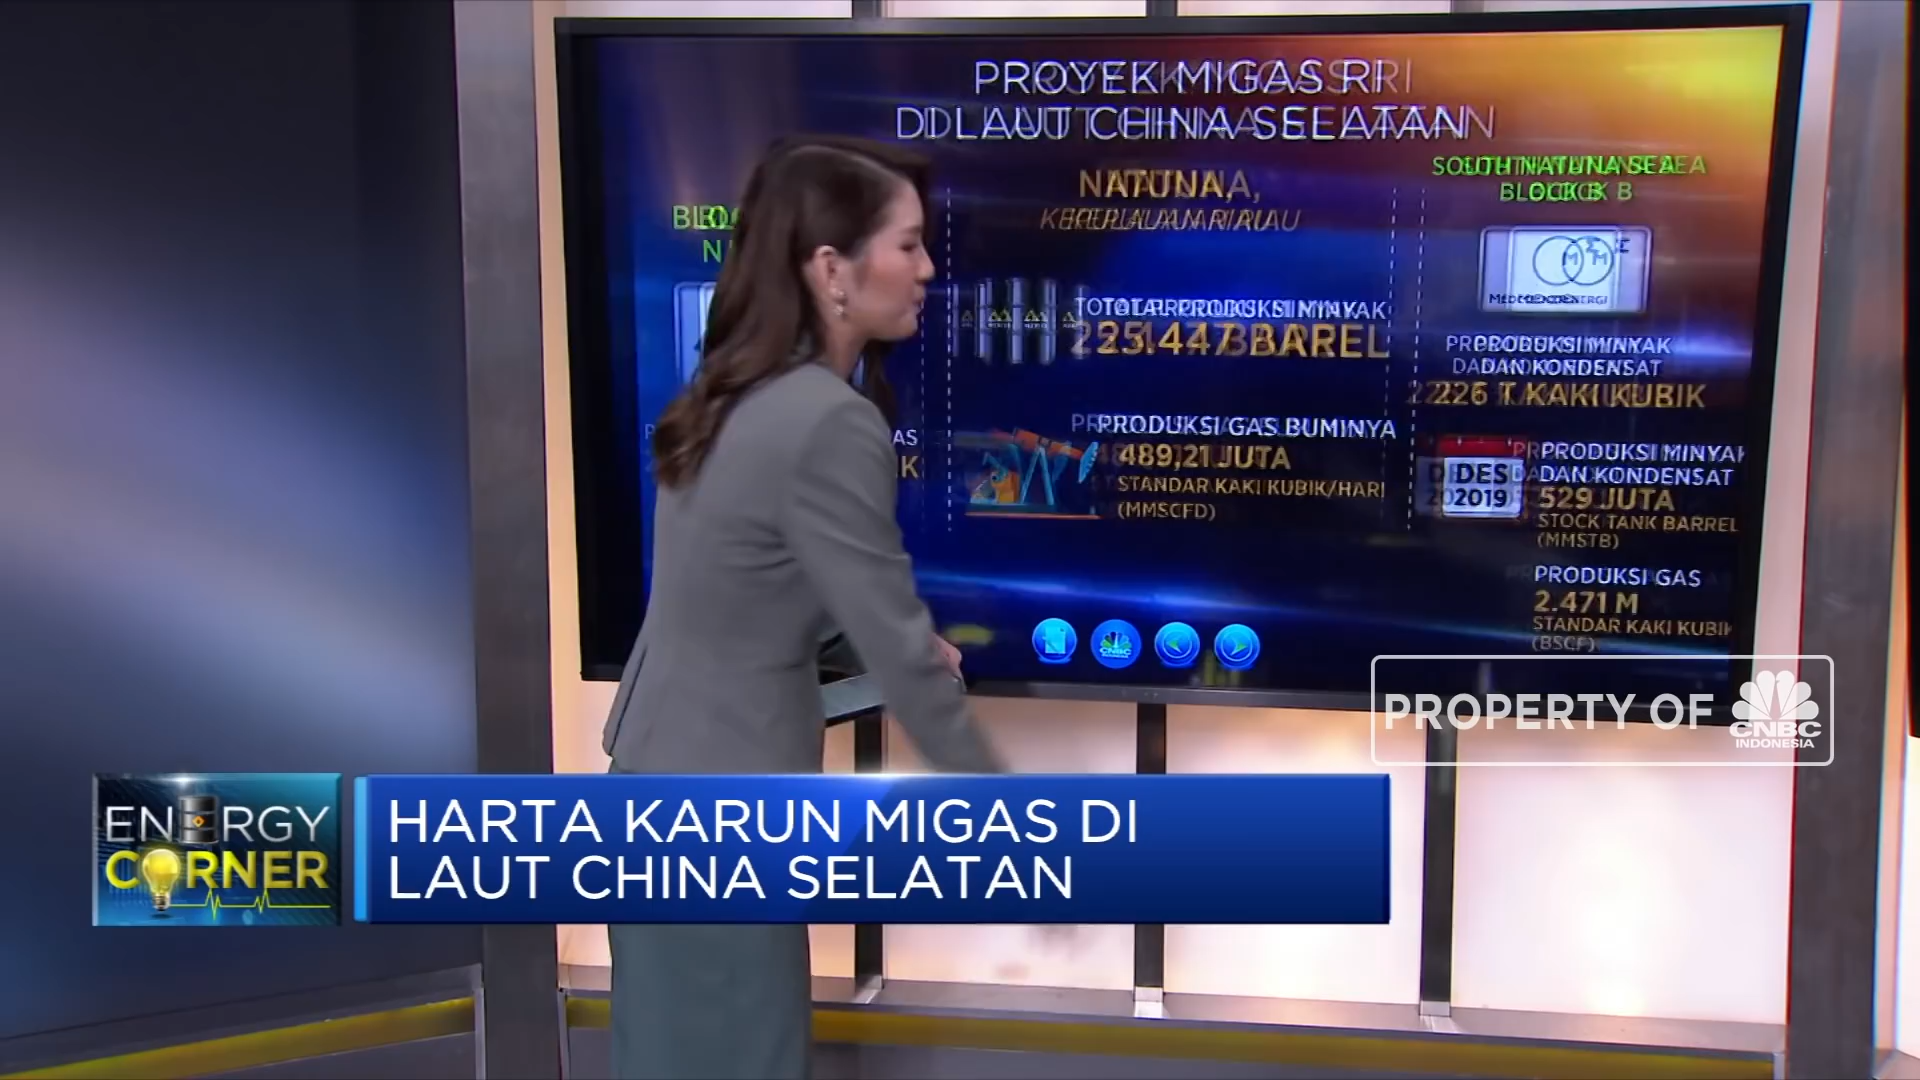 PROYEK MIGAS RI
DI LAUT CHINA SELATAN
NATUNA,
SOUTH NATUNA SEA
BLOCK B
TOTAL PRODUKSI MINYAK
BAREL
PRODUKSI MINYAK
DAN KONDENSAT
226 T KAKI KUBIK
PRODUKSI GAS BUMINYA
489,21 JUTA
STANDAR KAKI KUBIK/HARI
(MMSCFD)
DES
2019
PRODUKSI MINYAK
DAN KONDENSAT
529 JUTA
STOCK TANK BARREL
(MMSTB)
PRODUKSI GAS
2.471 M
STANDAR KAKI KUBIK
(BSCF)
CNBC
PROPERTY OF
CNBC
INDONESIA
ENERGY
CORNER
HARTA KARUN MIGAS DI
LAUT CHINA SELATAN